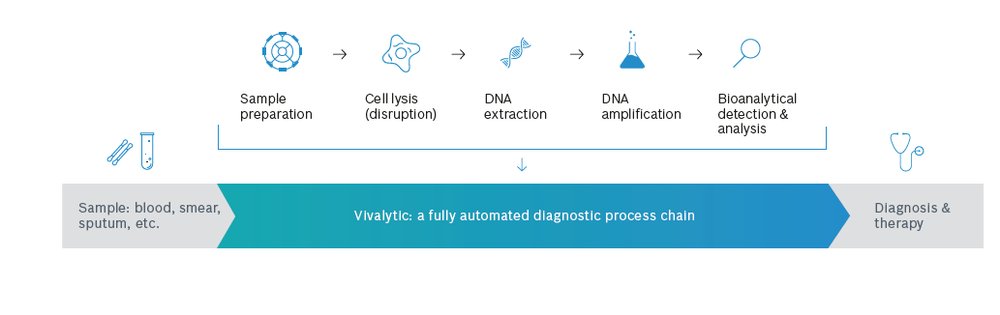 Sample
preparation
Cell lysis
(disruption)
DNA
extraction
DNA
amplification
Bioanalytical
detection &
analysis
Sample: blood, smear,
sputum, etc.
Vivalytic: a fully automated diagnostic process chain
Diagnosis &
therapy